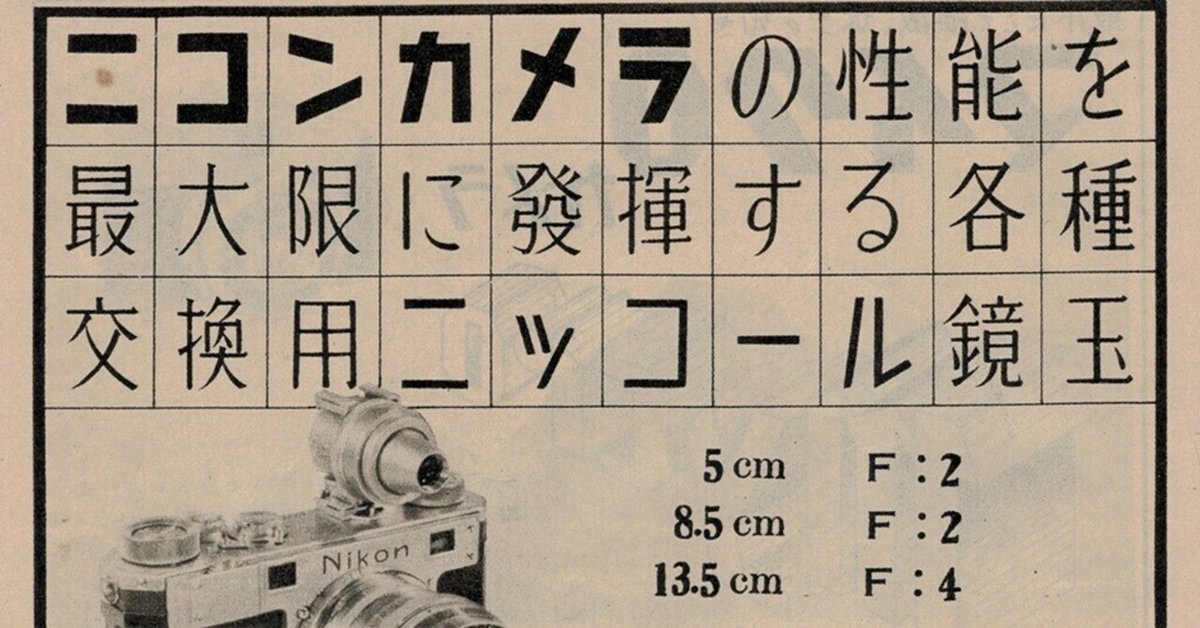 ニコンカメラの性能を
最大限に發揮する各種
交換用ニッコール鏡玉
5 cm F : 2
8.5 cm F : 2
13.5 cm F : 4
Nikon